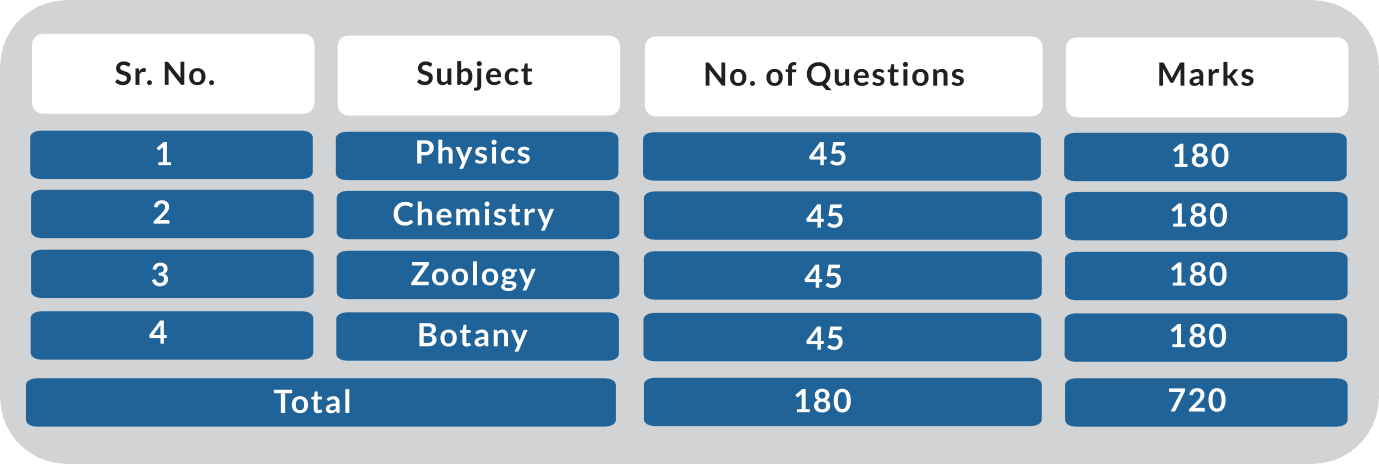 Sr. No. Subject No. of Questions Marks
1 Physics 45 180
2 Chemistry 45 180
3 Zoology 45 180
4 Botany 45 180
Total 180 720